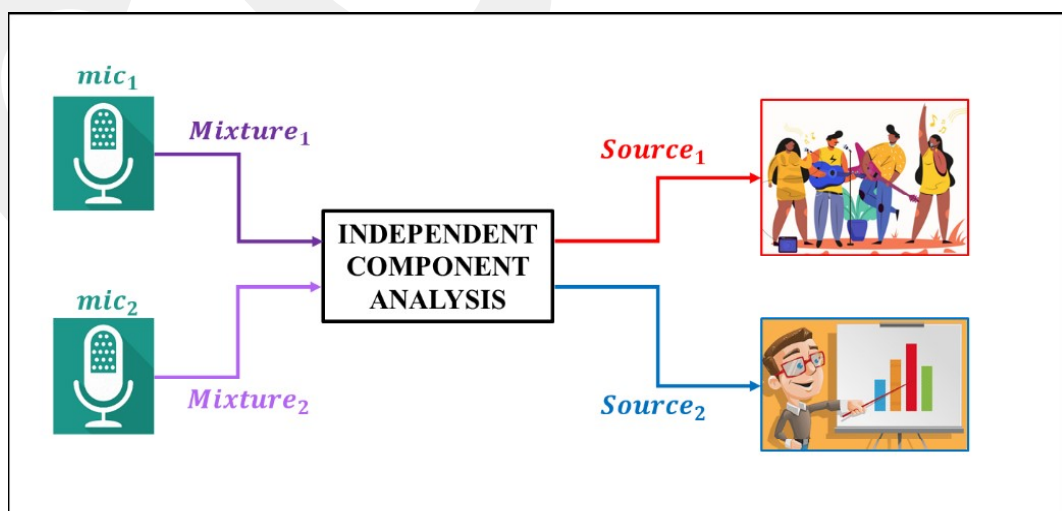 mic₁
Mixture₁
Source₁
INDEPENDENT
COMPONENT
ANALYSIS
mic₂
Mixture₂
Source₂